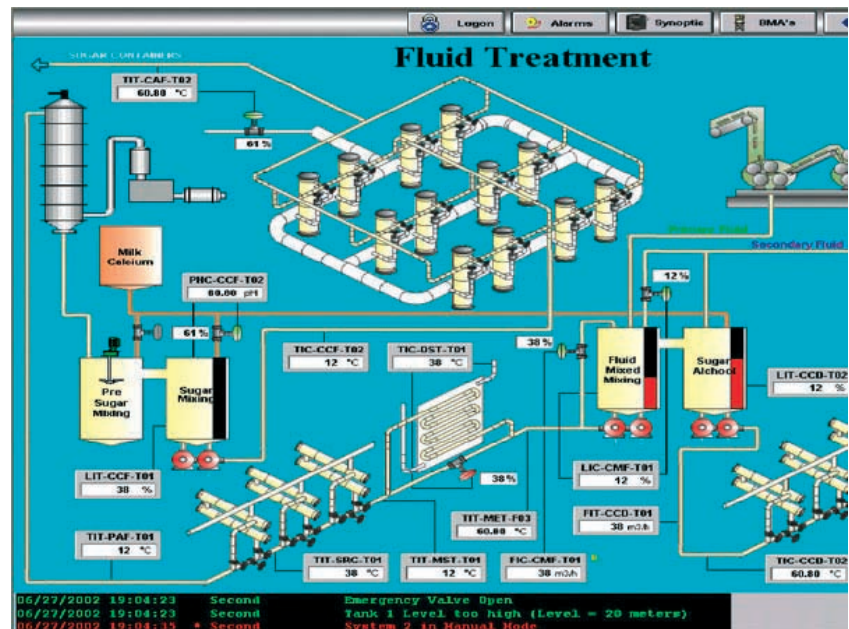 Logon
Alarms
Synoptic
BMA's
Fluid Treatment
SUGAR CONTAINERS
TIT-CAF-T02
60.80 °C
61 %
Primary Fluid
Secondary Fluid
Milk
Calcium
PHC-CCF-T02
00.00 pH
61 %
12 %
38 %
TIC-CCF-T02
12 °C
TIC-DST-T01
38 °C
Pre
Sugar
Mixing
Sugar
Mixing
Fluid
Mixed
Mixing
Sugar
Alchool
LIT-CCD-T02
12 %
LIT-CCF-T01
38 %
38 %
LIC-CMF-T01
12 %
TIT-MET-F03
60.80 °C
FIT-CCD-T01
38 m3/h
TIT-PAF-T01
12 °C
TIT-SRC-T01
38 °C
TIT-MST-T01
12 °C
FIC-CMF-T01
38 m3/h
TIC-CCD-T02
60.80 °C
06/27/2002 19:04:23 Second Emergency Valve Open
06/27/2002 19:04:23 Second Tank 1 Level too high (Level = 20 meters)
06/27/2002 19:04:35 * Second System 2 in Manual Mode